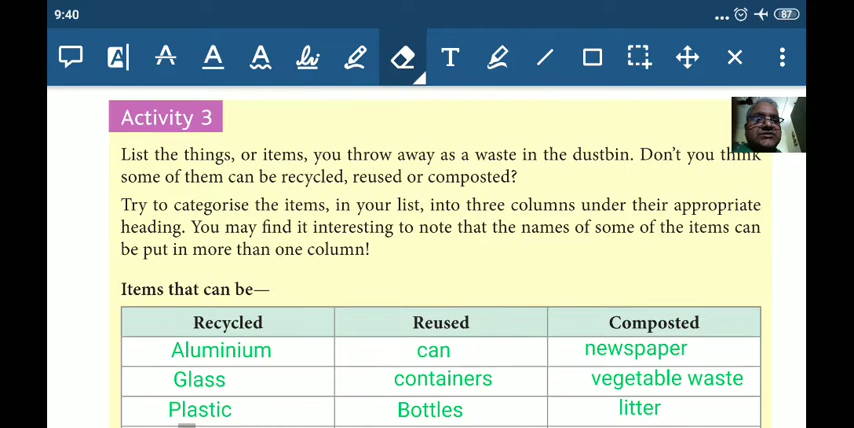 9:40
87
A A A A T
Activity 3
List the things, or items, you throw away as a waste in the dustbin. Don't you think
some of them can be recycled, reused or composted?
Try to categorise the items, in your list, into three columns under their appropriate
heading. You may find it interesting to note that the names of some of the items can
be put in more than one column!
Items that can be—
Recycled Reused Composted
Aluminium can newspaper
Glass containers vegetable waste
Plastic Bottles litter